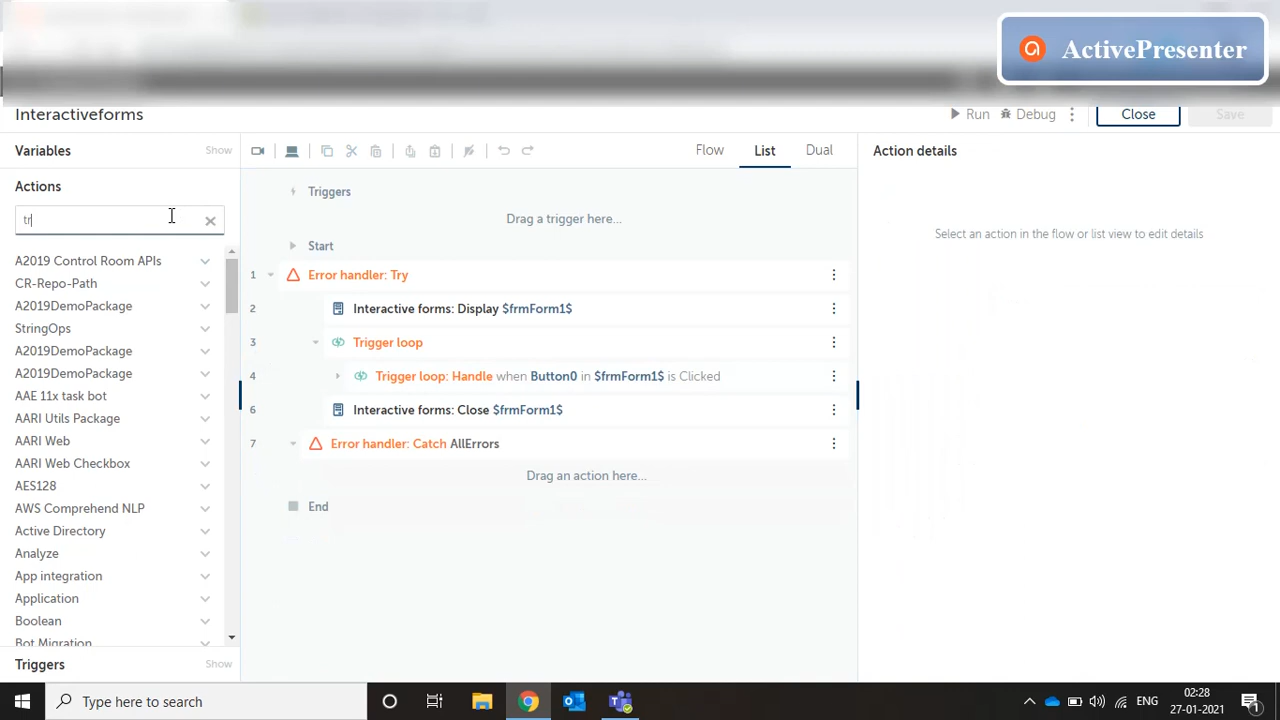 ActivePresenter
Interactiveforms
Run
Debug
Close
Save
Variables
Show
Flow
List
Dual
Action details
Actions
tr
Triggers
Drag a trigger here...
Select an action in the flow or list view to edit details
Start
A2019 Control Room APIs
CR-Repo-Path
A2019DemoPackage
StringOps
A2019DemoPackage
A2019DemoPackage
AAE 11x task bot
AARI Utils Package
AARI Web
AARI Web Checkbox
AES128
AWS Comprehend NLP
Active Directory
Analyze
App integration
Application
Boolean
Bot Migration
1 Error handler: Try
2 Interactive forms: Display $frmForm1$
3 Trigger loop
4 Trigger loop: Handle when Button0 in $frmForm1$ is Clicked
6 Interactive forms: Close $frmForm1$
7 Error handler: Catch AllErrors
Drag an action here...
End
Triggers
Show
Type here to search
ENG
02:28
27-01-2021
1